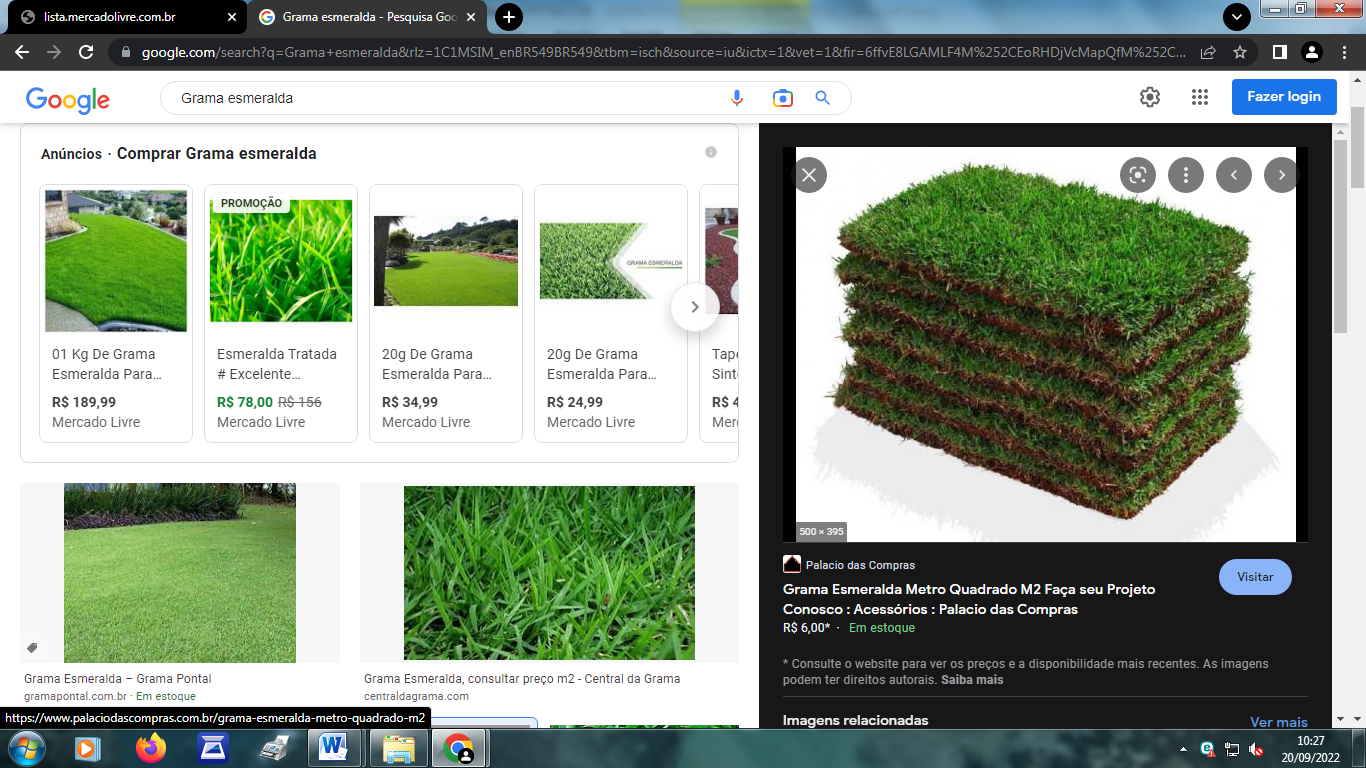 lista.mercadolivre.com.br
Grama esmeralda - Pesquisa Goo
google.com/search?q=Grama+esmeralda&rlz=1C1MSIM_enBR549BR549&tbm=isch&source=iu&ictx=1&vet=1&fir=6ffvE8LGAMLF4M%252CEoRHDjVcMapQfM%252C...
Google
Grama esmeralda
Fazer login
Anúncios · Comprar Grama esmeralda
PROMOÇÃO
GRAMA ESMERALDA
01 Kg De Grama
Esmeralda Para...
R$ 189,99
Mercado Livre
Esmeralda Tratada
# Excelente...
R$ 78,00 R$ 156
Mercado Livre
20g De Grama
Esmeralda Para...
R$ 34,99
Mercado Livre
20g De Grama
Esmeralda Para...
R$ 24,99
Mercado Livre
Tape
Sint
R$ 4
Merc
Grama Esmeralda – Grama Pontal
gramapontal.com.br · Em estoque
Grama Esmeralda, consultar preço m2 - Central da Grama
centraldagrama.com
500 × 395
Palacio das Compras
Visitar
Grama Esmeralda Metro Quadrado M2 Faça seu Projeto
Conosco : Acessórios : Palacio das Compras
R$ 6,00* · Em estoque
* Consulte o website para ver os preços e a disponibilidade mais recentes. As imagens
podem ter direitos autorais. Saiba mais
Imagens relacionadas
Ver mais
https://www.palaciodascompras.com.br/grama-esmeralda-metro-quadrado-m2
10:27
20/09/2022